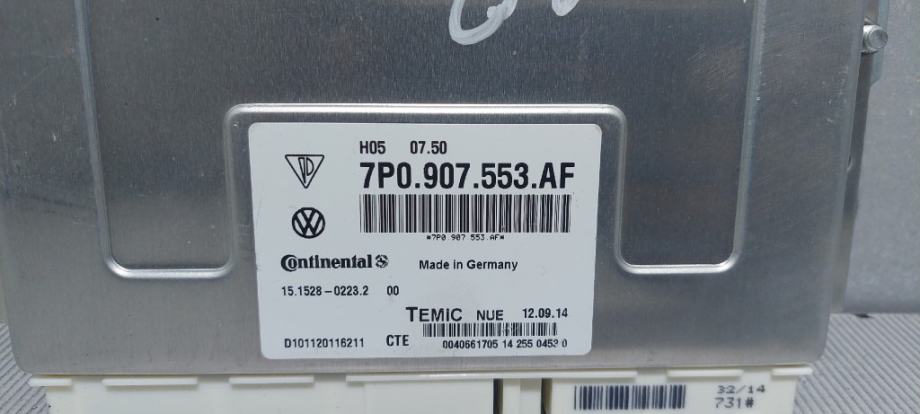 H05 07.50
7P0.907.553.AF
*7P0 907 553.AF*
Continental
Made in Germany
15.1528-0223.2 00
TEMIC NUE 12.09.14
D101120116211 CTE 0040661705 14 255 0453 0
32/14
731#